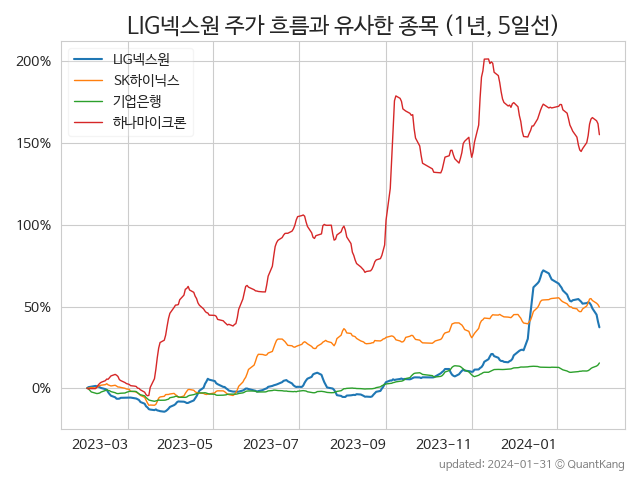 LIG넥스원 주가 흐름과 유사한 종목 (1년, 5일선)
LIG넥스원
SK하이닉스
기업은행
하나마이크론
200%
150%
100%
50%
0%
2023-03 2023-05 2023-07 2023-09 2023-11 2024-01
updated: 2024-01-31 © QuantKang